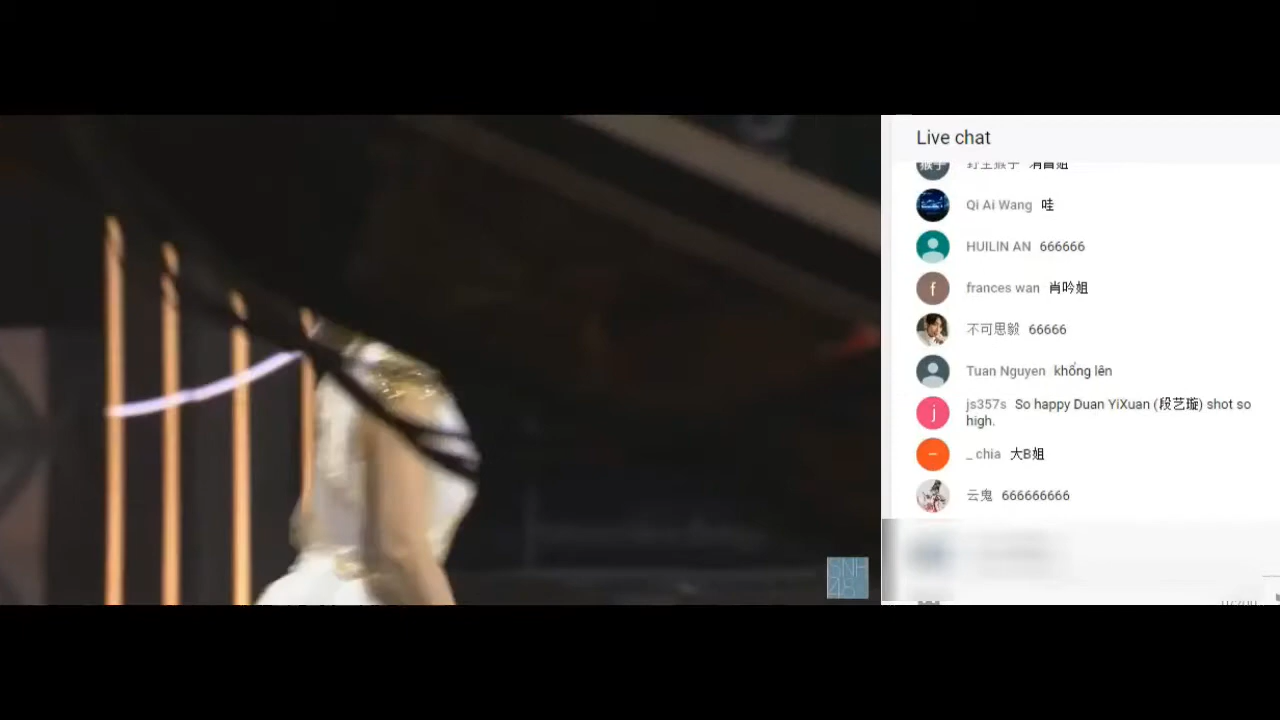 Live chat
Qi Ai Wang 哇
HUILIN AN 666666
frances wan 肖吟姐
不可思毅 66666
Tuan Nguyen khổng lên
js357s So happy Duan YiXuan (段艺璇) shot so
high.
_ chia 大B姐
云鬼 666666666
SNH
48